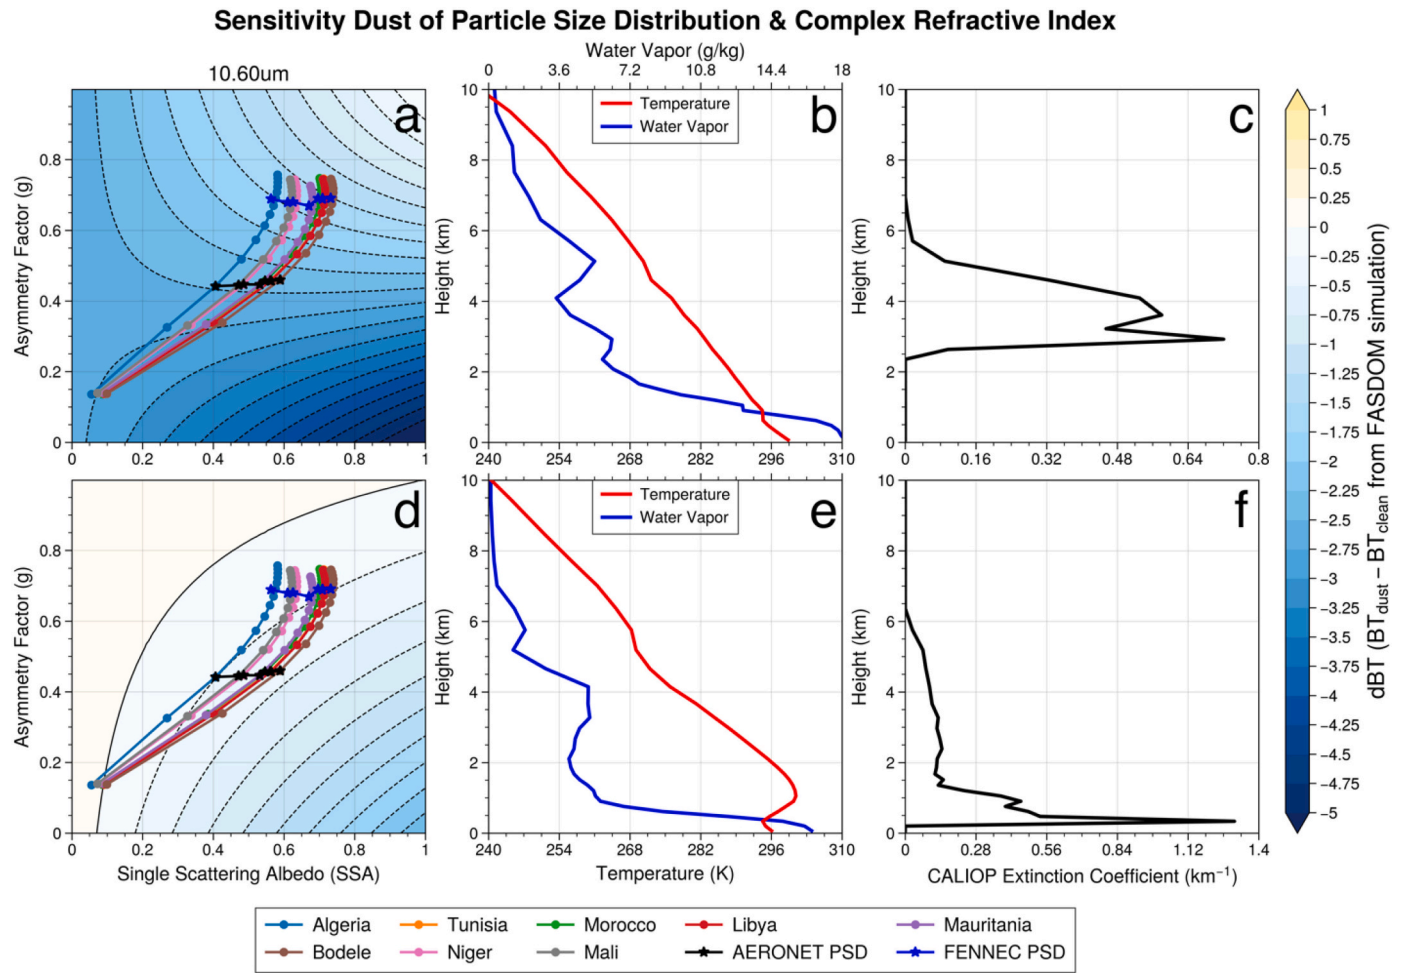 Sensitivity Dust of Particle Size Distribution & Complex Refractive Index
10.60um
Water Vapor (g/kg)
0 3.6 7.2 10.8 14.4 18
a
Asymmetry Factor (g)
0.8
0.6
0.4
0.2
0
0 0.2 0.4 0.6 0.8 1
b
Temperature
Water Vapor
Height (km)
10
8
6
4
2
0
240 254 268 282 296 310
c
Height (km)
10
8
6
4
2
0
0 0.16 0.32 0.48 0.64 0.8
d
Asymmetry Factor (g)
0.8
0.6
0.4
0.2
0
0 0.2 0.4 0.6 0.8 1
Single Scattering Albedo (SSA)
e
Temperature
Water Vapor
Height (km)
10
8
6
4
2
0
240 254 268 282 296 310
Temperature (K)
f
Height (km)
10
8
6
4
2
0
0 0.28 0.56 0.84 1.12 1.4
CALIOP Extinction Coefficient (km⁻¹)
1
0.75
0.5
0.25
0
−0.25
−0.5
−0.75
−1
−1.25
−1.5
−1.75
−2
−2.25
−2.5
−2.75
−3
−3.25
−3.5
−3.75
−4
−4.25
−4.5
−4.75
−5
dBT (BTdust − BTclean from FASDOM simulation)
Algeria Tunisia Morocco Libya Mauritania
Bodele Niger Mali AERONET PSD FENNEC PSD